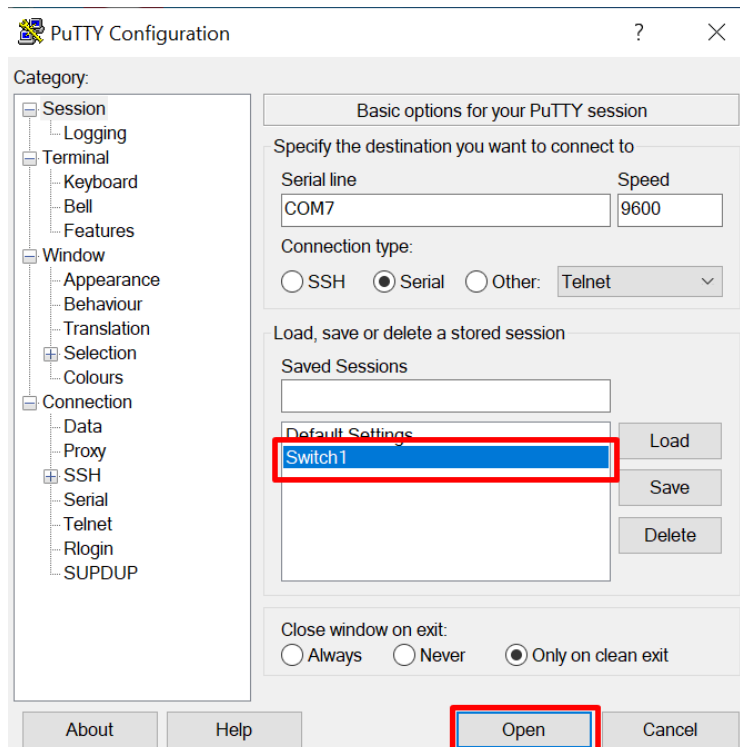 PuTTY Configuration
?
Category:
Session
Logging
Terminal
Keyboard
Bell
Features
Window
Appearance
Behaviour
Translation
Selection
Colours
Connection
Data
Proxy
SSH
Serial
Telnet
Rlogin
SUPDUP
Basic options for your PuTTY session
Specify the destination you want to connect to
Serial line Speed
COM7 9600
Connection type:
SSH Serial Other: Telnet
Load, save or delete a stored session
Saved Sessions
Default Settings
Switch1
Load
Save
Delete
Close window on exit:
Always Never Only on clean exit
About Help Open Cancel